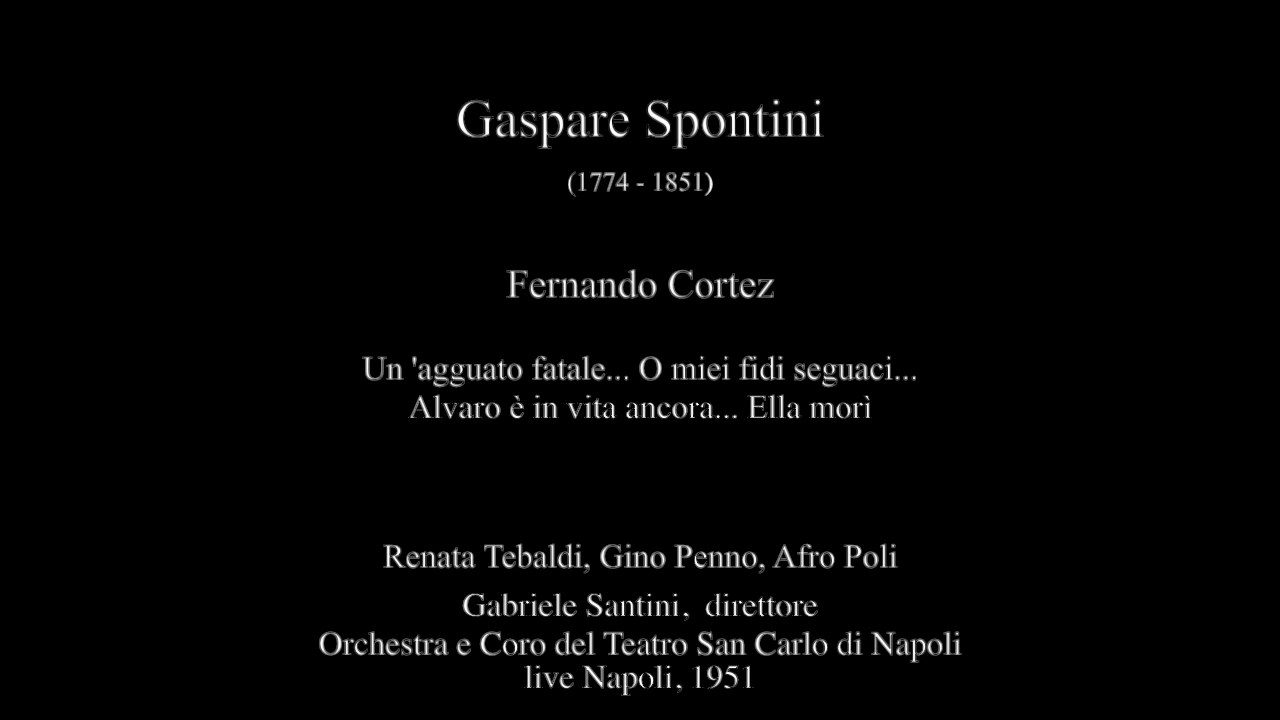 Gaspare Spontini
(1774 - 1851)
Fernando Cortez
Un 'agguato fatale... O miei fidi seguaci...
Alvaro è in vita ancora... Ella morì
Renata Tebaldi, Gino Penno, Afro Poli
Gabriele Santini,  direttore
Orchestra e Coro del Teatro San Carlo di Napoli
live Napoli, 1951